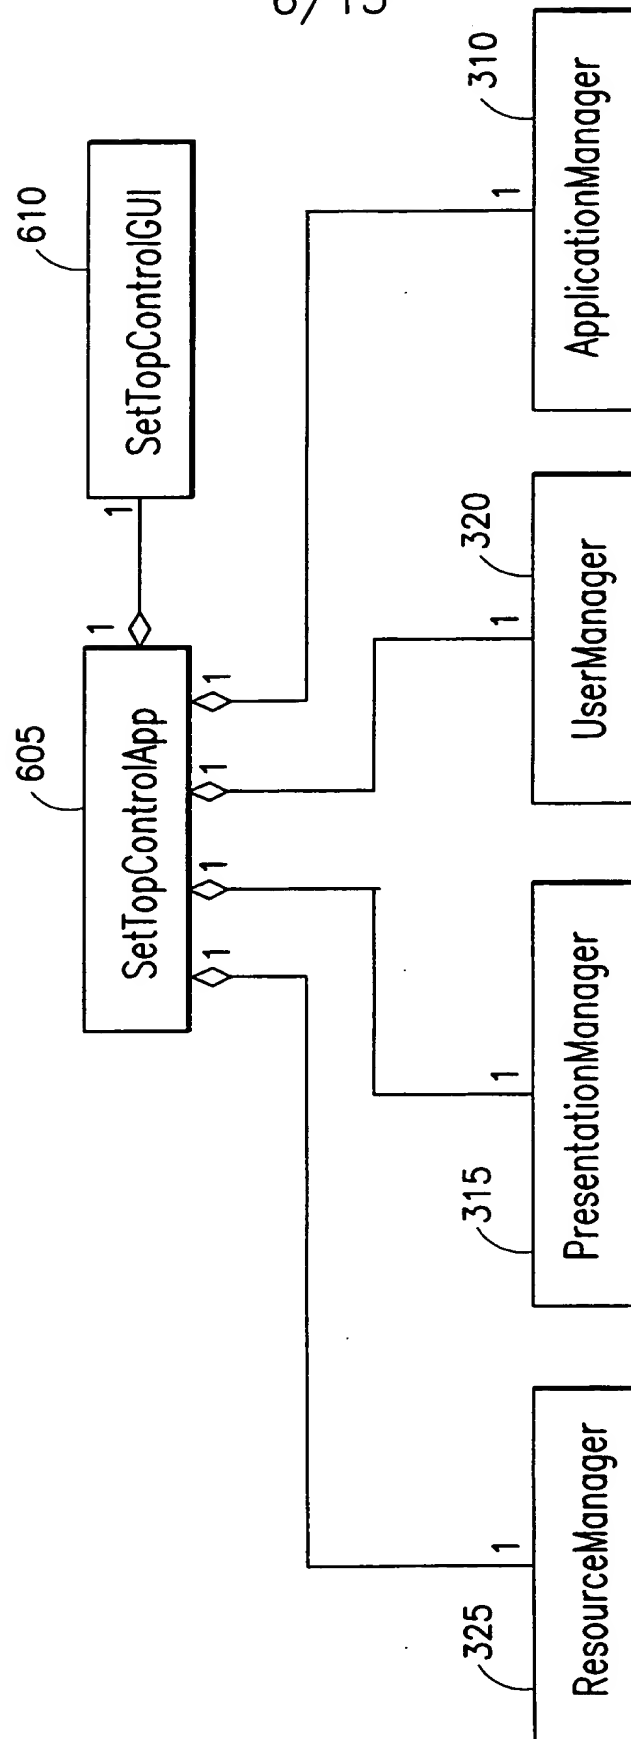 6/15
610
SetTopControlGUI
1
1
605
SetTopControlApp
1
1
1
1
1
325
ResourceManager
1
315
PresentationManager
1
320
UserManager
1
310
ApplicationManager